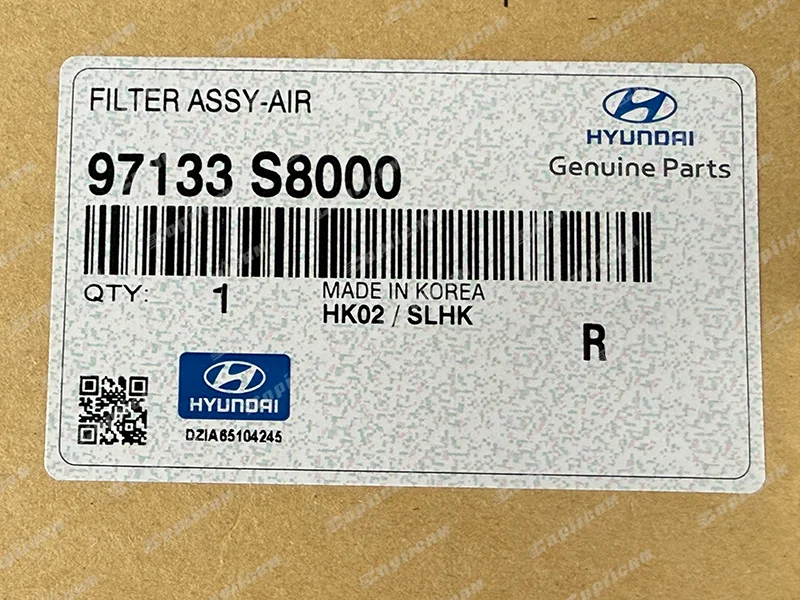 FILTER ASSY-AIR
HYUNDAI
Genuine Parts
97133 S8000
QTY: 1
MADE IN KOREA
HK02 / SLHK
R
HYUNDAI
DZIA65104245